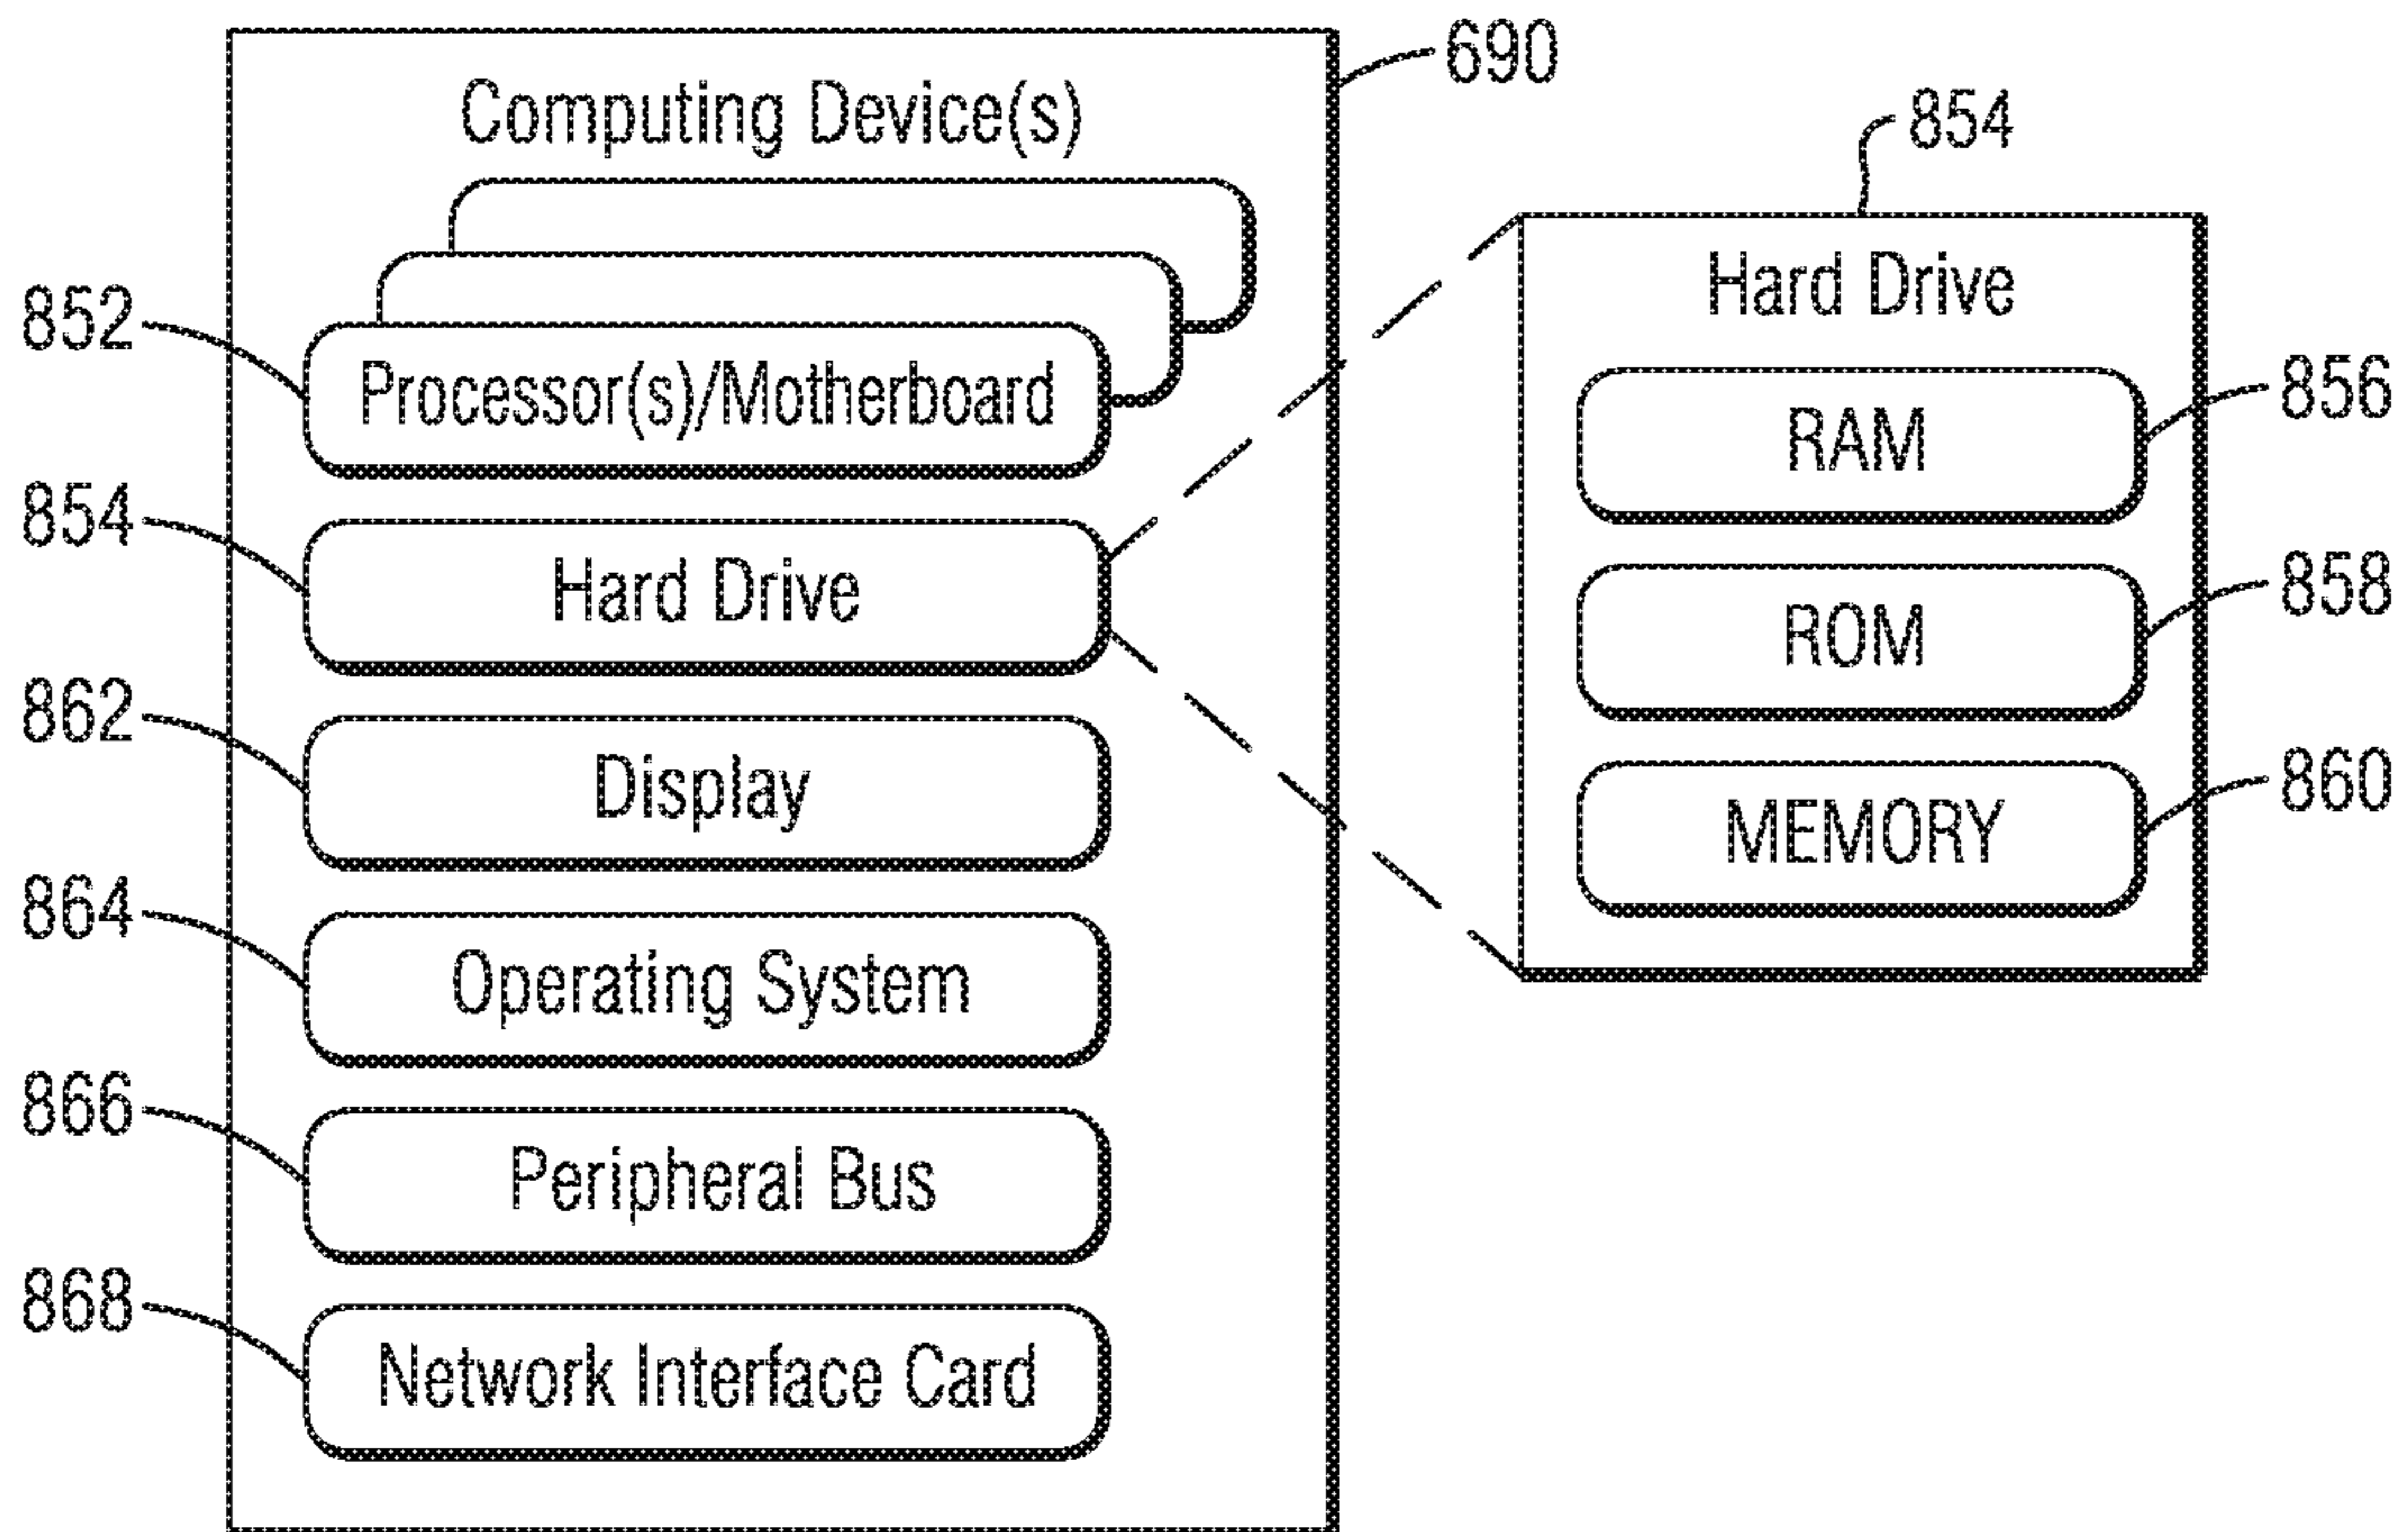 690
Computing Device(s)
852
Processor(s)/Motherboard
854
Hard Drive
862
Display
864
Operating System
866
Peripheral Bus
868
Network Interface Card
854
Hard Drive
RAM
856
ROM
858
MEMORY
860